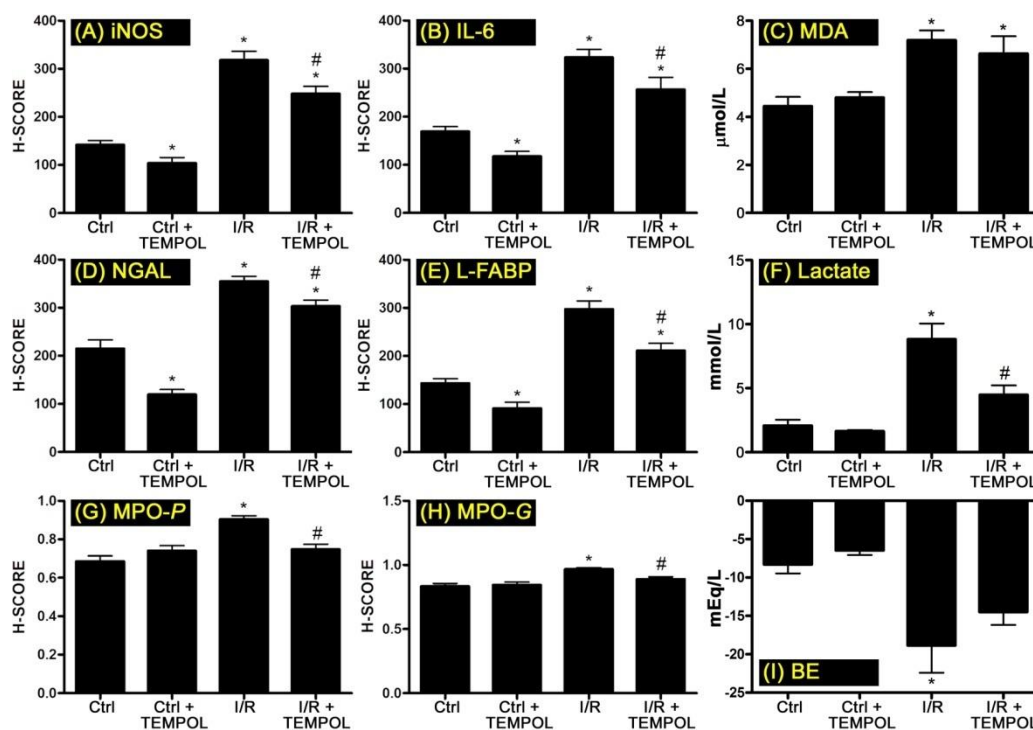 (A) iNOS
H-SCORE
400
300
200
100
0
*
*
#
*
Ctrl
Ctrl +
TEMPOL
I/R
I/R +
TEMPOL
(B) IL-6
H-SCORE
400
300
200
100
0
*
*
#
*
Ctrl
Ctrl +
TEMPOL
I/R
I/R +
TEMPOL
(C) MDA
μmol/L
8
6
4
2
0
*
*
Ctrl
Ctrl +
TEMPOL
I/R
I/R +
TEMPOL
(D) NGAL
H-SCORE
400
300
200
100
0
*
*
#
*
Ctrl
Ctrl +
TEMPOL
I/R
I/R +
TEMPOL
(E) L-FABP
H-SCORE
400
300
200
100
0
*
*
#
*
Ctrl
Ctrl +
TEMPOL
I/R
I/R +
TEMPOL
(F) Lactate
mmol/L
15
10
5
0
*
#
Ctrl
Ctrl +
TEMPOL
I/R
I/R +
TEMPOL
(G) MPO-P
H-SCORE
1.0
0.8
0.6
0.4
0.2
0.0
*
#
Ctrl
Ctrl +
TEMPOL
I/R
I/R +
TEMPOL
(H) MPO-G
H-SCORE
1.5
1.0
0.5
0.0
*
#
Ctrl
Ctrl +
TEMPOL
I/R
I/R +
TEMPOL
mEq/L
0
-5
-10
-15
-20
-25
*
(I) BE
Ctrl
Ctrl +
TEMPOL
I/R
I/R +
TEMPOL